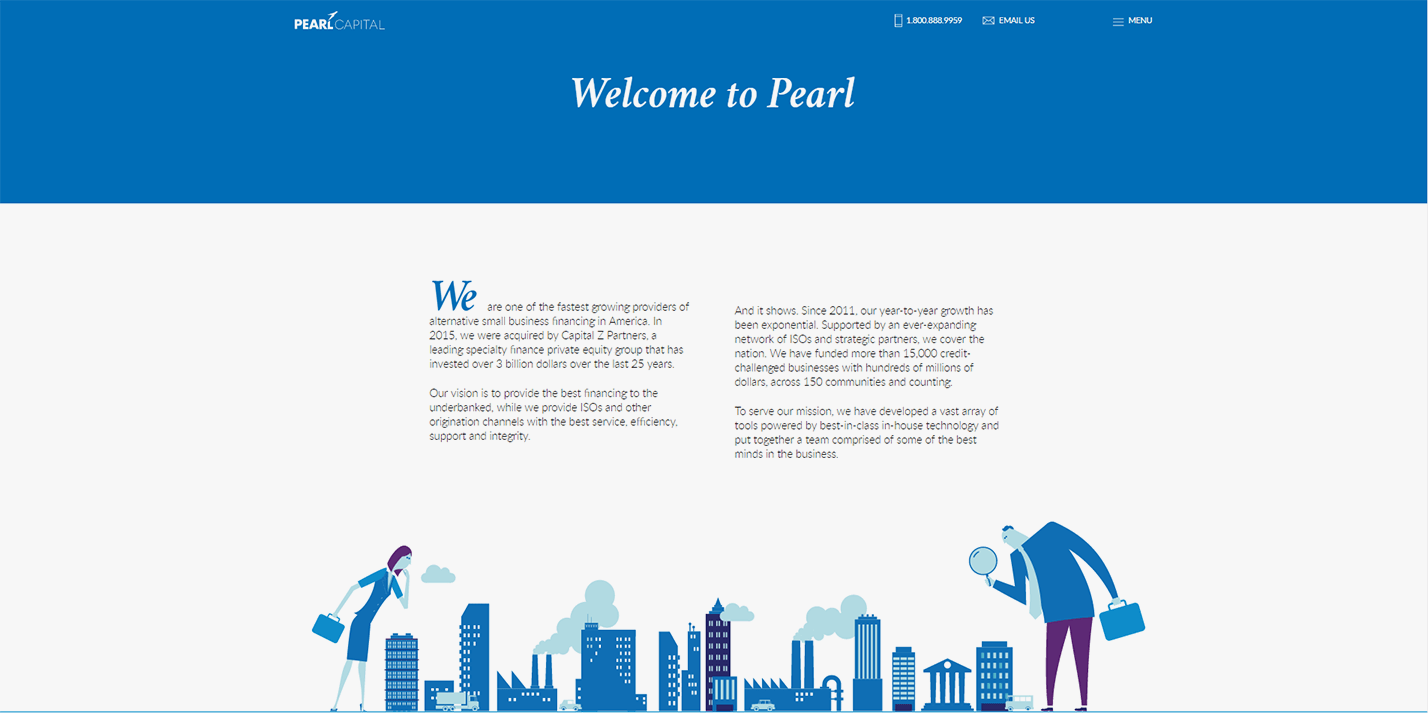 PEARLCAPITAL
1.800.888.9959
EMAIL US
MENU
Welcome to Pearl
We are one of the fastest growing providers of
alternative small business financing in America. In
2015, we were acquired by Capital Z Partners, a
leading specialty finance private equity group that has
invested over 3 billion dollars over the last 25 years.
Our vision is to provide the best financing to the
underbanked, while we provide ISOs and other
origination channels with the best service, efficiency,
support and integrity.
And it shows. Since 2011, our year-to-year growth has
been exponential. Supported by an ever-expanding
network of ISOs and strategic partners, we cover the
nation. We have funded more than 15,000 credit-
challenged businesses with hundreds of millions of
dollars, across 150 communities and counting.
To serve our mission, we have developed a vast array of
tools powered by best-in-class in-house technology and
put together a team comprised of some of the best
minds in the business.